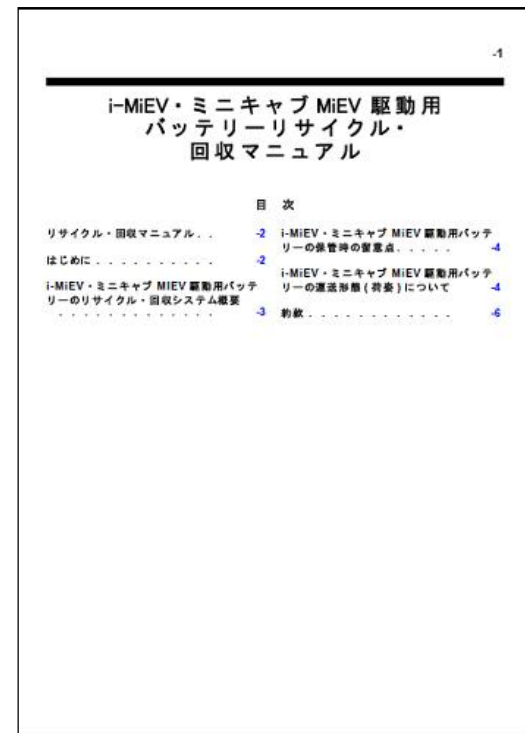 -1
i-MiEV・ミニキャブ MiEV 駆動用
バッテリーリサイクル・
回収マニュアル
目 次
リサイクル・回収マニュアル . . -2
はじめに . . . . . . . . . . -2
i-MiEV・ミニキャブ MiEV 駆動用バッテ
リーのリサイクル・回収システム概要
. . . . . . . . . . . . . -3
i-MiEV・ミニキャブ MiEV 駆動用バッテ
リーの保管時の留意点 . . . . . -4
i-MiEV・ミニキャブ MiEV 駆動用バッテ
リーの運送形態 ( 荷姿 ) について -4
約款 . . . . . . . . . . . . -6